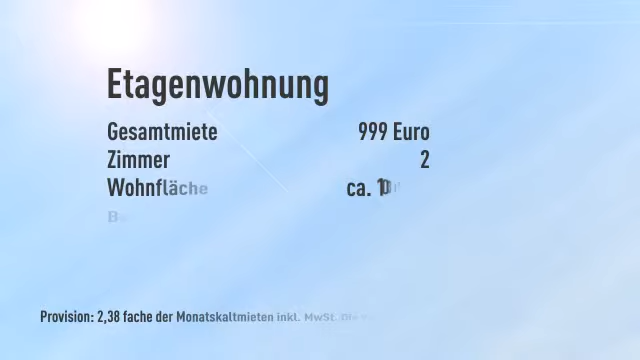 Etagenwohnung
Gesamtmiete 999 Euro
Zimmer 2
Wohnfläche ca.
Provision: 2,38 fache der Monatskaltmieten inkl. MwSt.